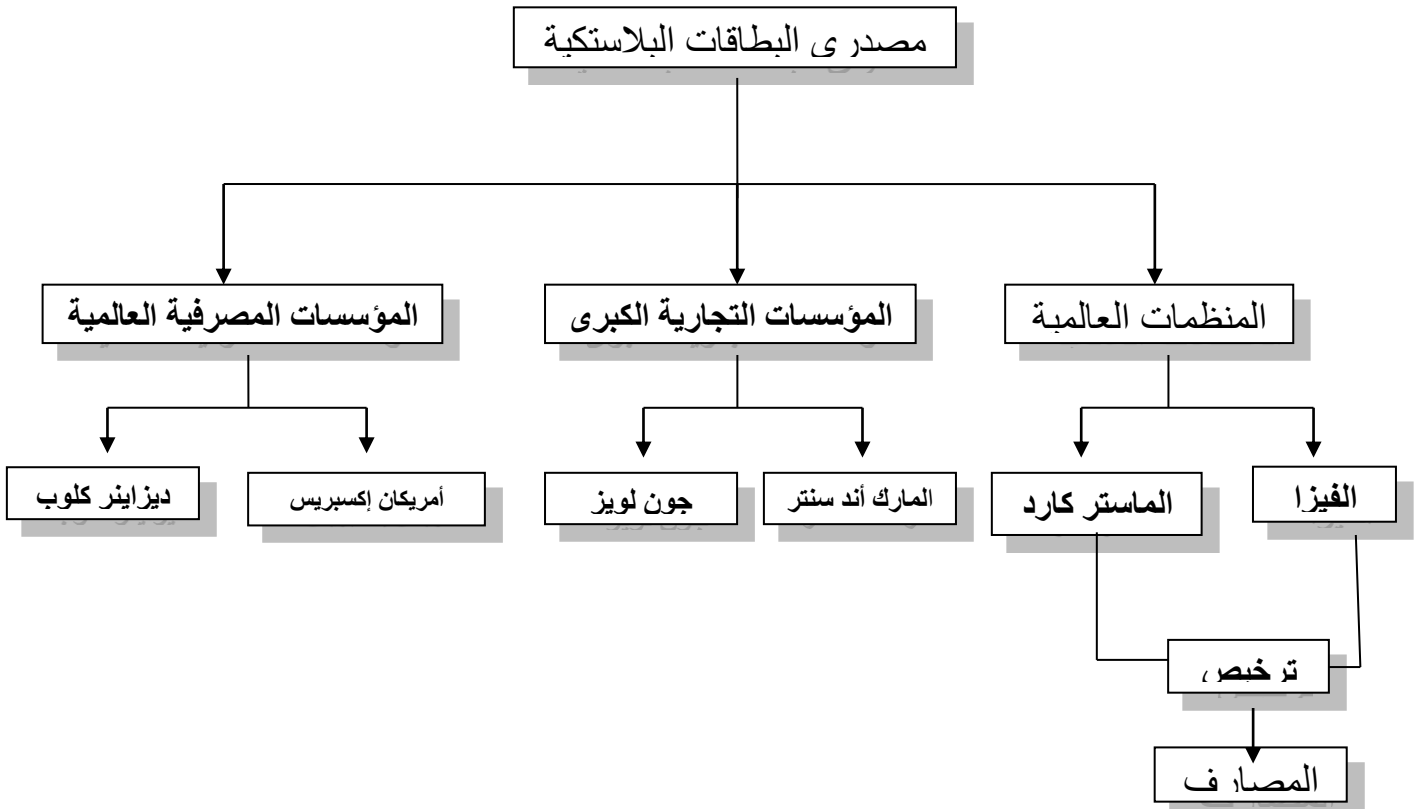 مصدرى البطاقات البلاستكية
المنظمات العالمية
المؤسسات التجارية الكبرى
المؤسسات المصرفية العالمية
الفيزا
الماستر كارد
المارك أند سنتر
جون لويز
أمريكان إكسبريس
ديزاينر كلوب
ترخيص
المصارف